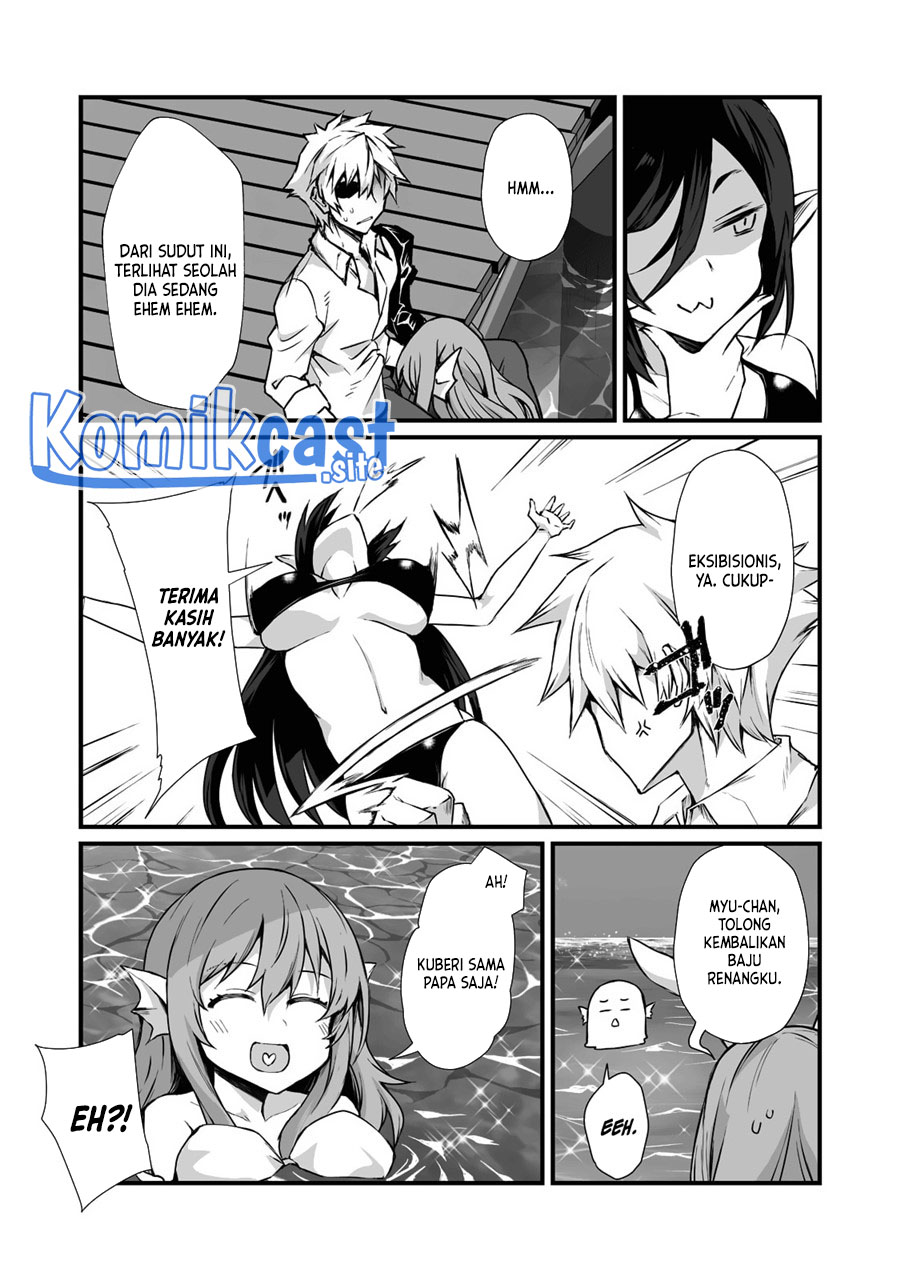 HMM...
DARI SUDUT INI,
TERLIHAT SEOLAH
DIA SEDANG
EHEM EHEM.
Komikcast
.site
EKSIBISIONIS,
YA. CUKUP-
TERIMA
KASIH
BANYAK!
MYU-CHAN,
TOLONG
KEMBALIKAN
BAJU
RENANGKU.
EEH.
AH!
KUBERI SAMA
PAPA SAJA!
EH?!